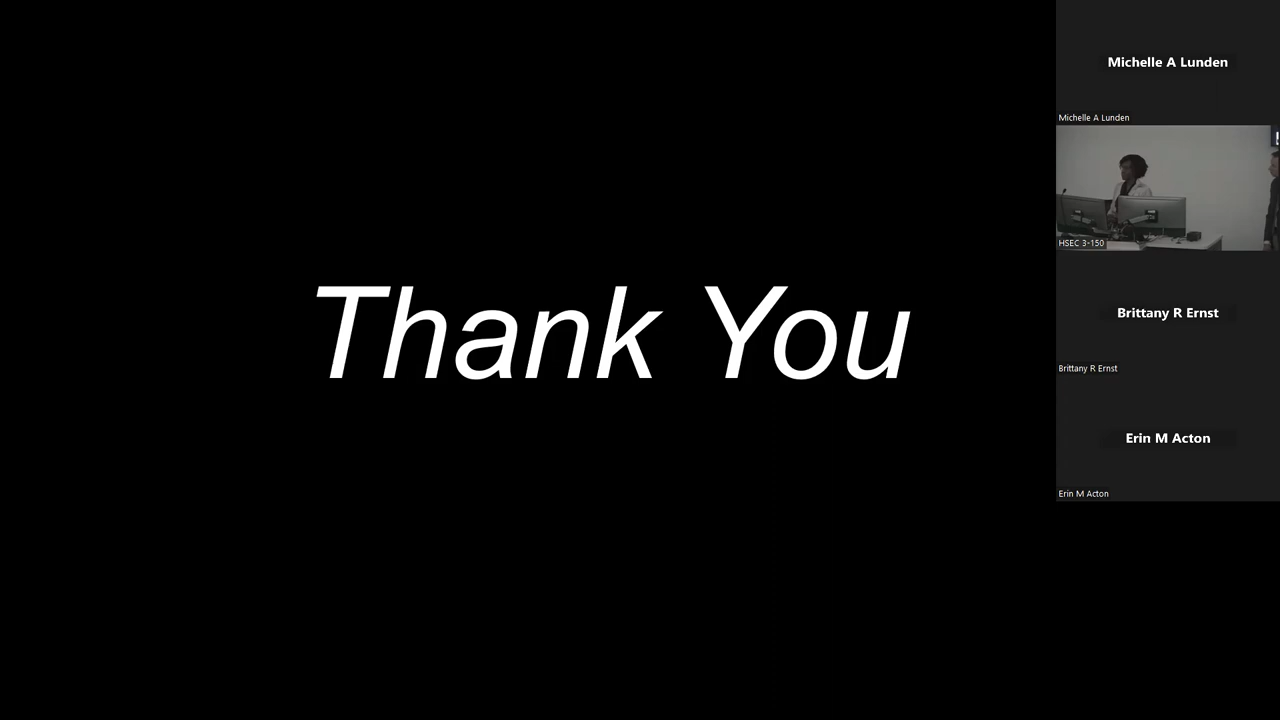 Thank You
Michelle A Lunden
Michelle A Lunden
HSEC 3-150
Brittany R Ernst
Brittany R Ernst
Erin M Acton
Erin M Acton